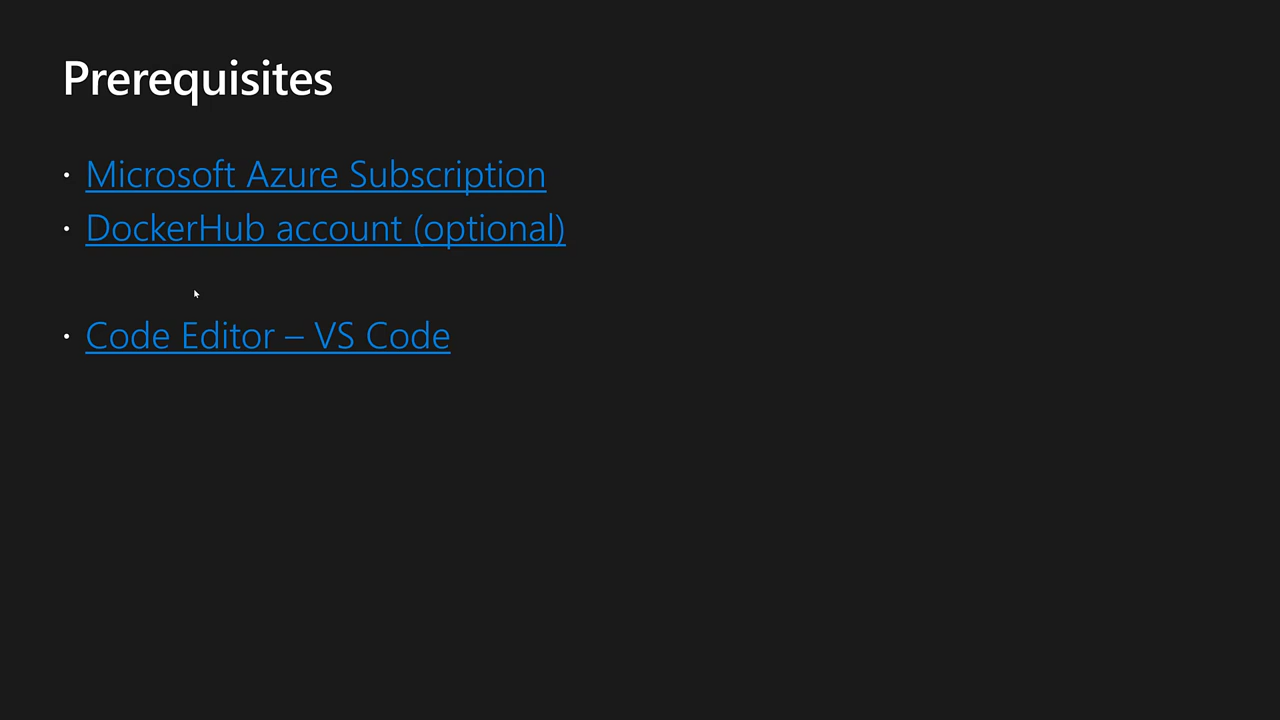 Prerequisites
· Microsoft Azure Subscription
· DockerHub account (optional)
· Code Editor – VS Code